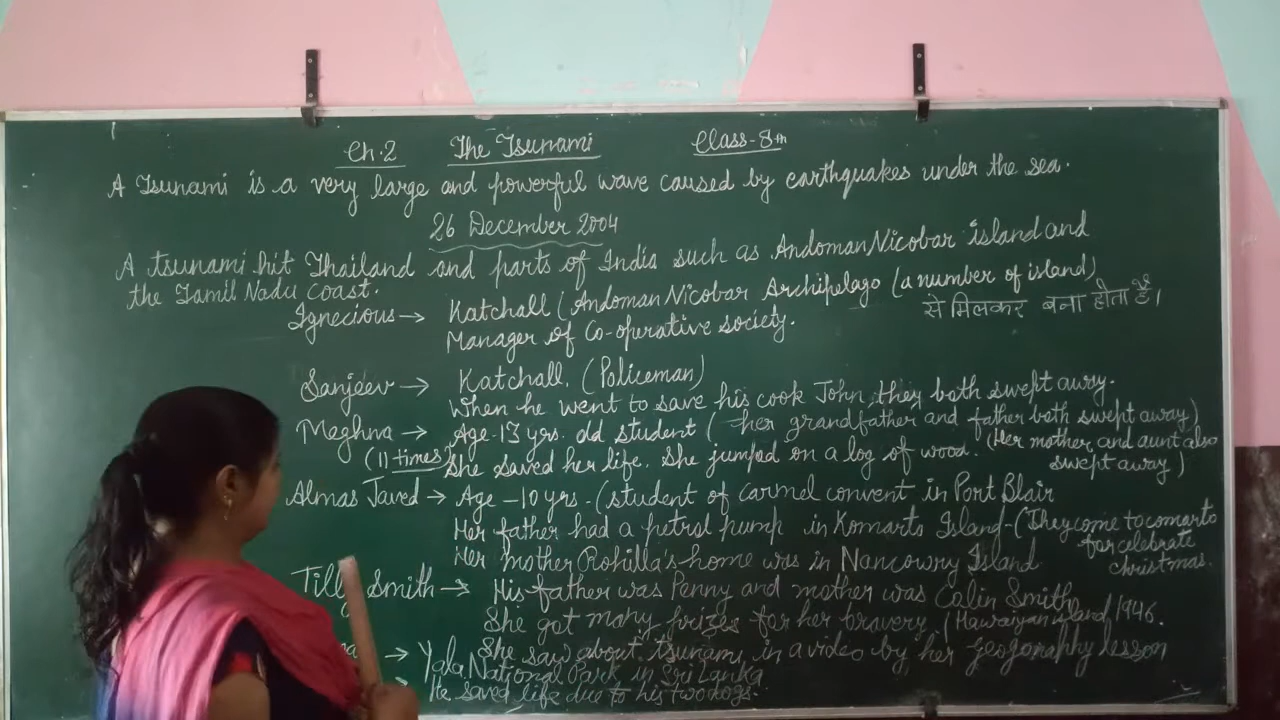 Ch.2 The Tsunami Class-8th
A Tsunami is a very large and powerful wave caused by earthquakes under the sea.
26 December 2004
A tsunami hit Thailand and parts of India such as Andoman Nicobar island and
the Tamil Nadu coast.
Ignecious → Katchall (Andoman Nicobar Archipelago (a number of island)
से मिलकर बना होता है।
Manager of Co-operative society.
Sanjeev → Katchall. (Policeman)
When he went to save his cook John, they both swept away.
Meghna → Age-13 yrs. old student ( her grandfather and father both swept away)
(11 times) She saved her life. She jumped on a log of wood. (Her mother and aunt also
swept away)
Almas Javed → Age -10 yrs - (student of carmel convent in Port Blair
Her father had a petrol pump in Komarts Island - (They come to comarts
for celebrate
christmas.
Her mother Rohilla's home was in Nancowry Island
Tilly Smith → His father was Penny and mother was Colin Smith
She got many prizes for her bravery. (Hawaiyan island, 1946.
She saw about tsunami in a video by her geography lesson
→ Yala National Park in Sri Lanka
He saved life due to his two dogs.